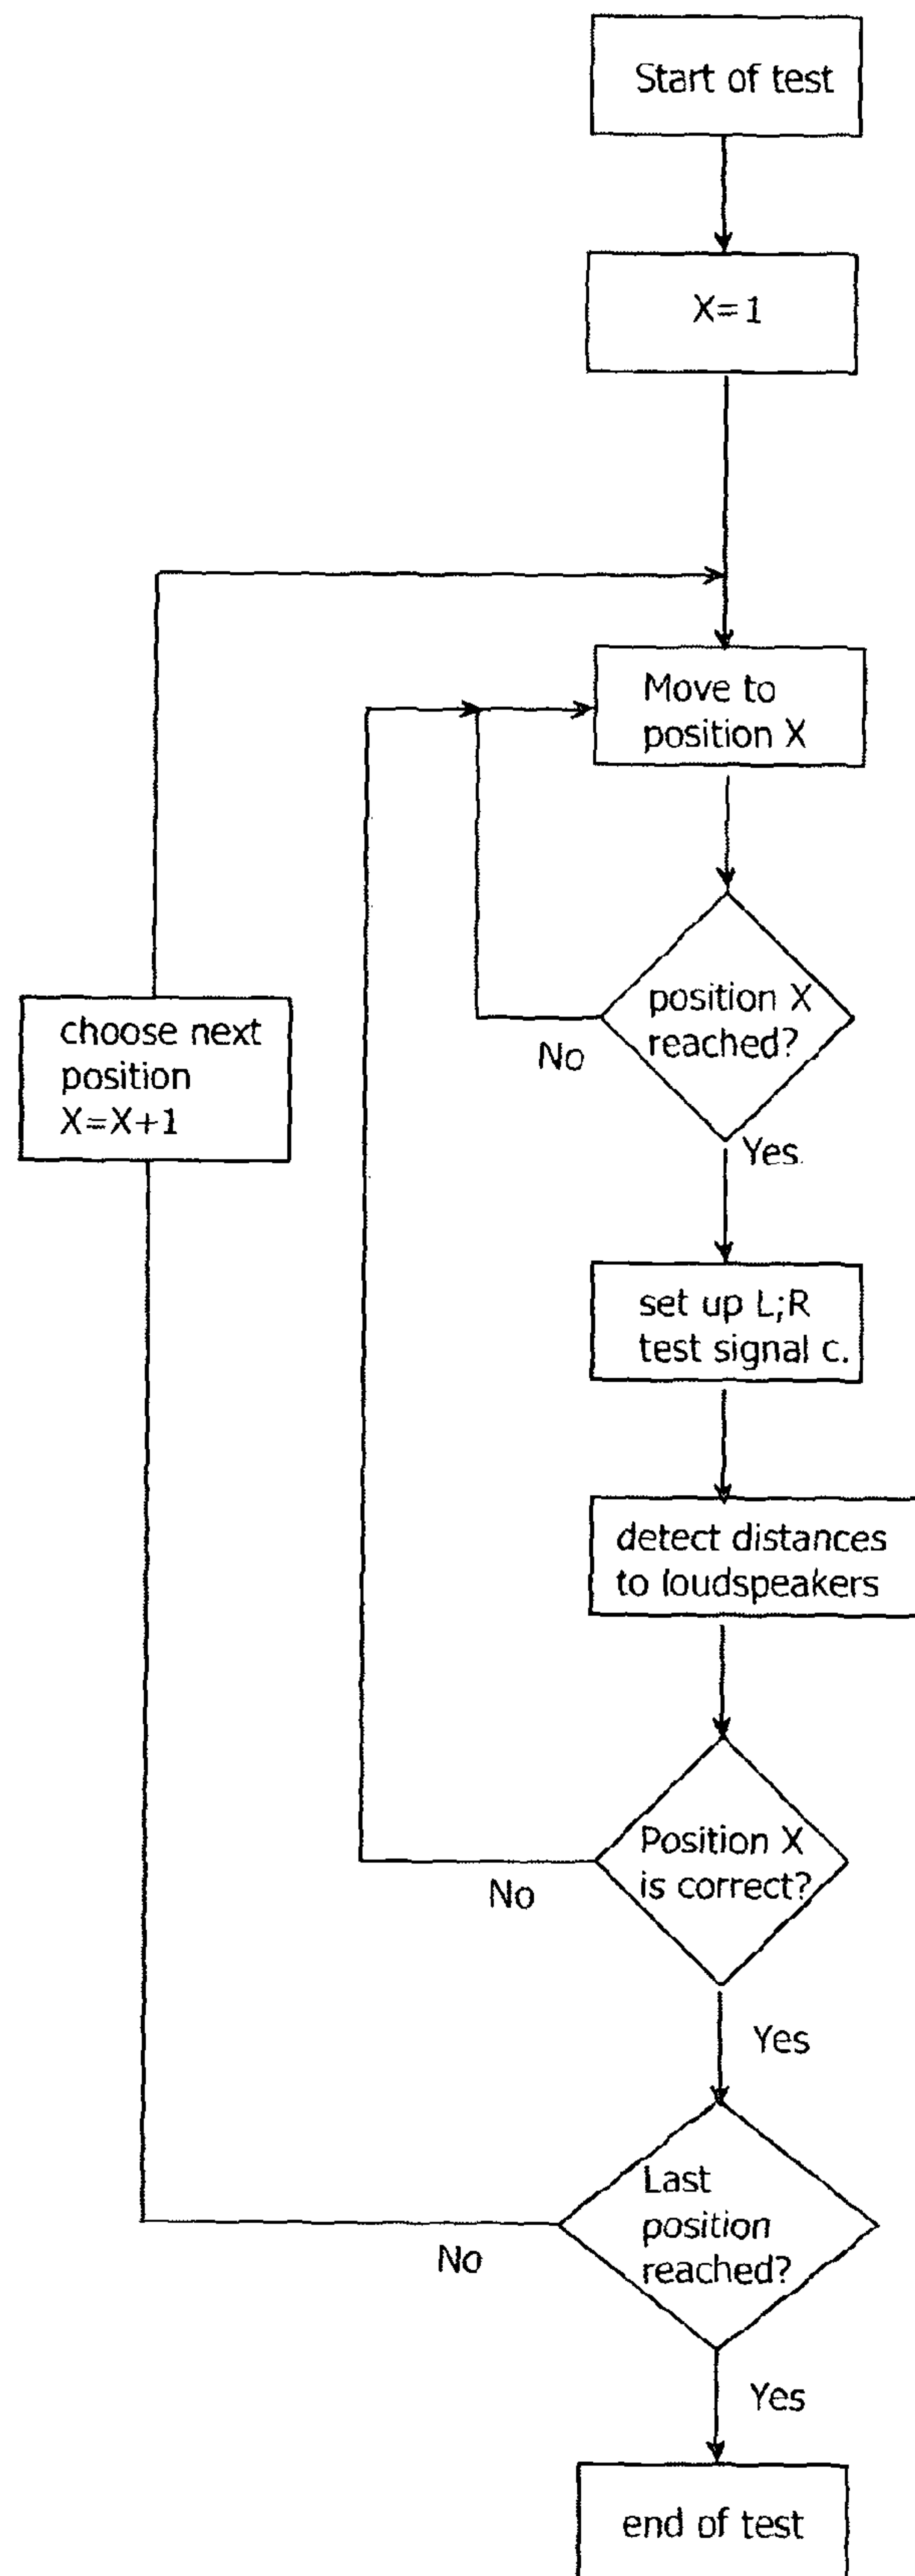 Start of test
X=1
Move to
position X
position X
reached?
No
Yes
choose next
position
X=X+1
set up L;R
test signal c.
detect distances
to loudspeakers
Position X
is correct?
No
Yes
Last
position
reached?
No
Yes
end of test